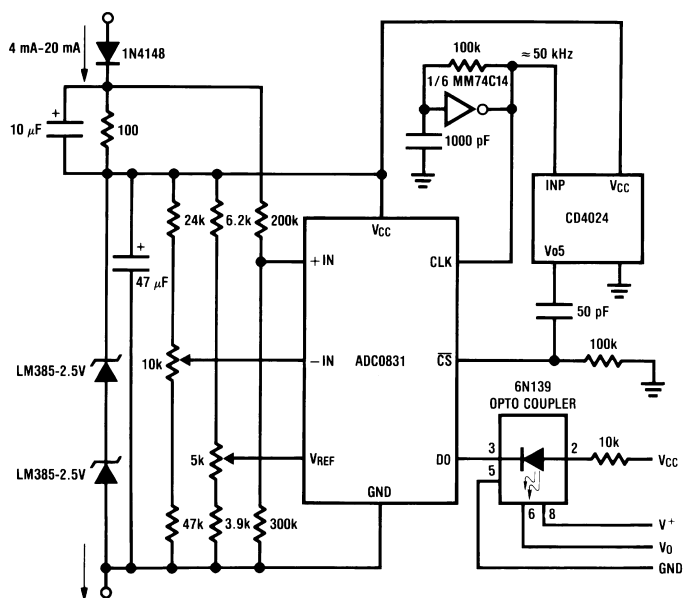 4 mA-20 mA
1N4148
10 µF
+
100
100k
≈ 50 kHz
1/6 MM74C14
1000 pF
INP
VCC
CD4024
Vo5
24k
6.2k
200k
VCC
+ IN
CLK
+
47 µF
50 pF
LM385-2.5V
10k
− IN
ADC0831
CS
100k
6N139
OPTO COUPLER
LM385-2.5V
5k
VREF
DO
3
2
10k
VCC
5
GND
47k
3.9k
300k
6
8
V+
VO
GND